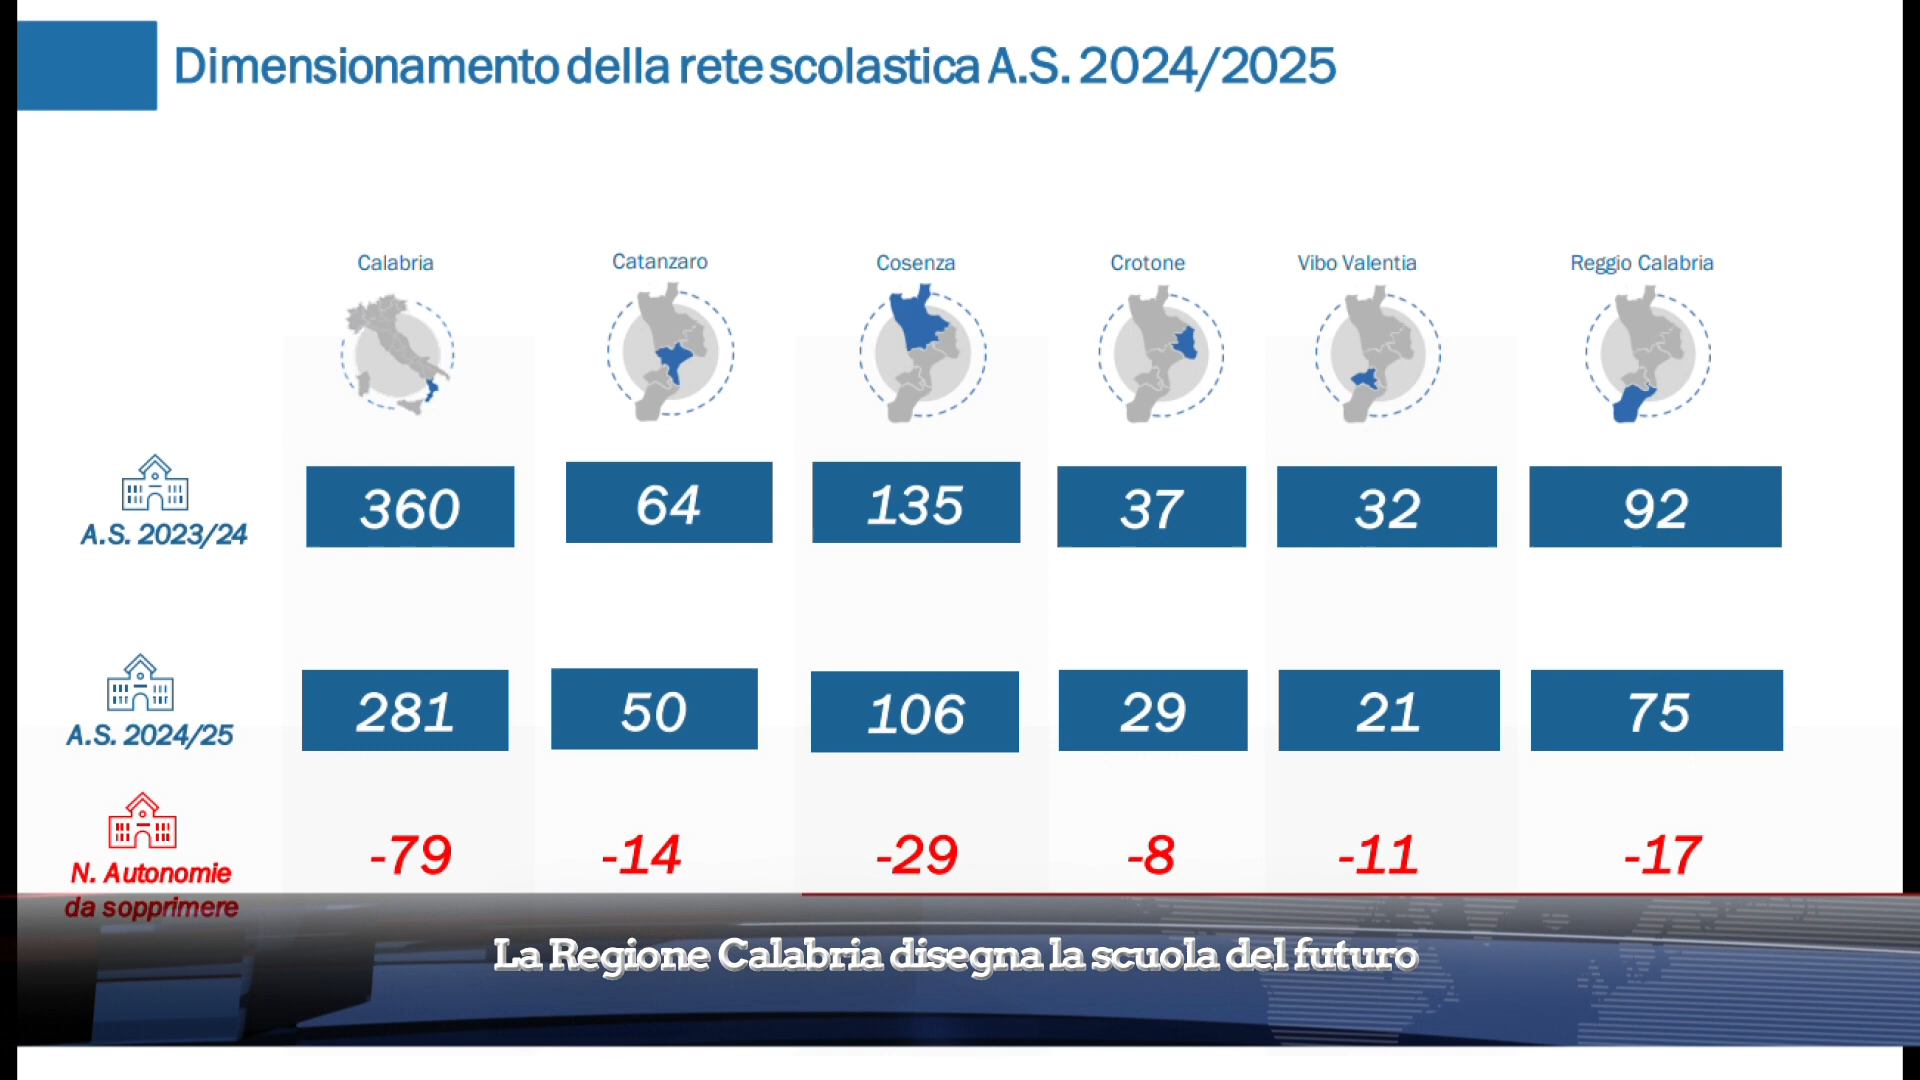 Dimensionamento della rete scolastica A.S. 2024/2025
Calabria Catanzaro Cosenza Crotone Vibo Valentia Reggio Calabria
A.S. 2023/24 360 64 135 37 32 92
A.S. 2024/25 281 50 106 29 21 75
N. Autonomie
da sopprimere -79 -14 -29 -8 -11 -17
La Regione Calabria disegna la scuola del futuro